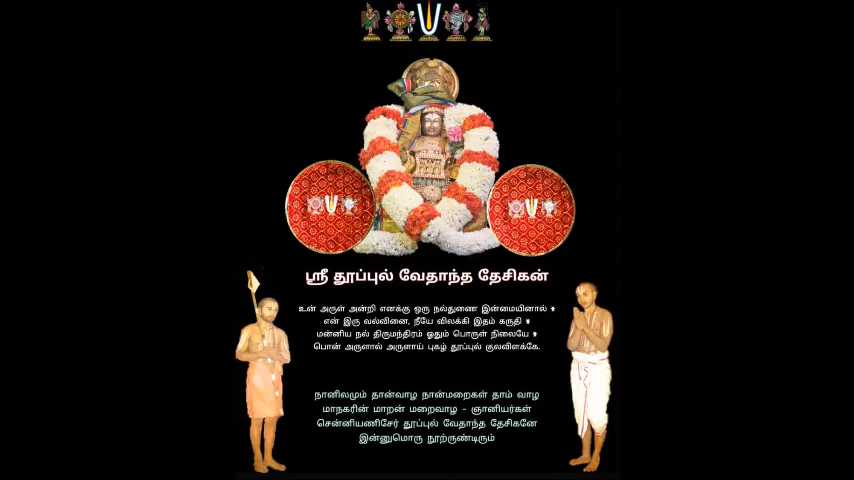 ஸ்ரீ தூப்புல் வேதாந்த தேசிகன்
உன் அருள் அன்றி எனக்கு ஒரு நல்துணை இன்மையினால் *
என் இரு வல்வினை, நீயே விலக்கி இதம் கருதி *
மன்னிய நல் திருமந்திரம் ஓதும் பொருள் நிலையே *
பொன் அருளால் அருளாய் புகழ் தூப்புல் குலவிளக்கே.
நானிலமும் தான்வாழ நான்மறைகள் தாம் வாழ
மாநகரின் மாறன் மறைவாழ - ஞானியர்கள்
சென்னியணிசேர் தூப்புல் வேதாந்த தேசிகனே
இன்னுமொரு நூற்றுண்டிரும்